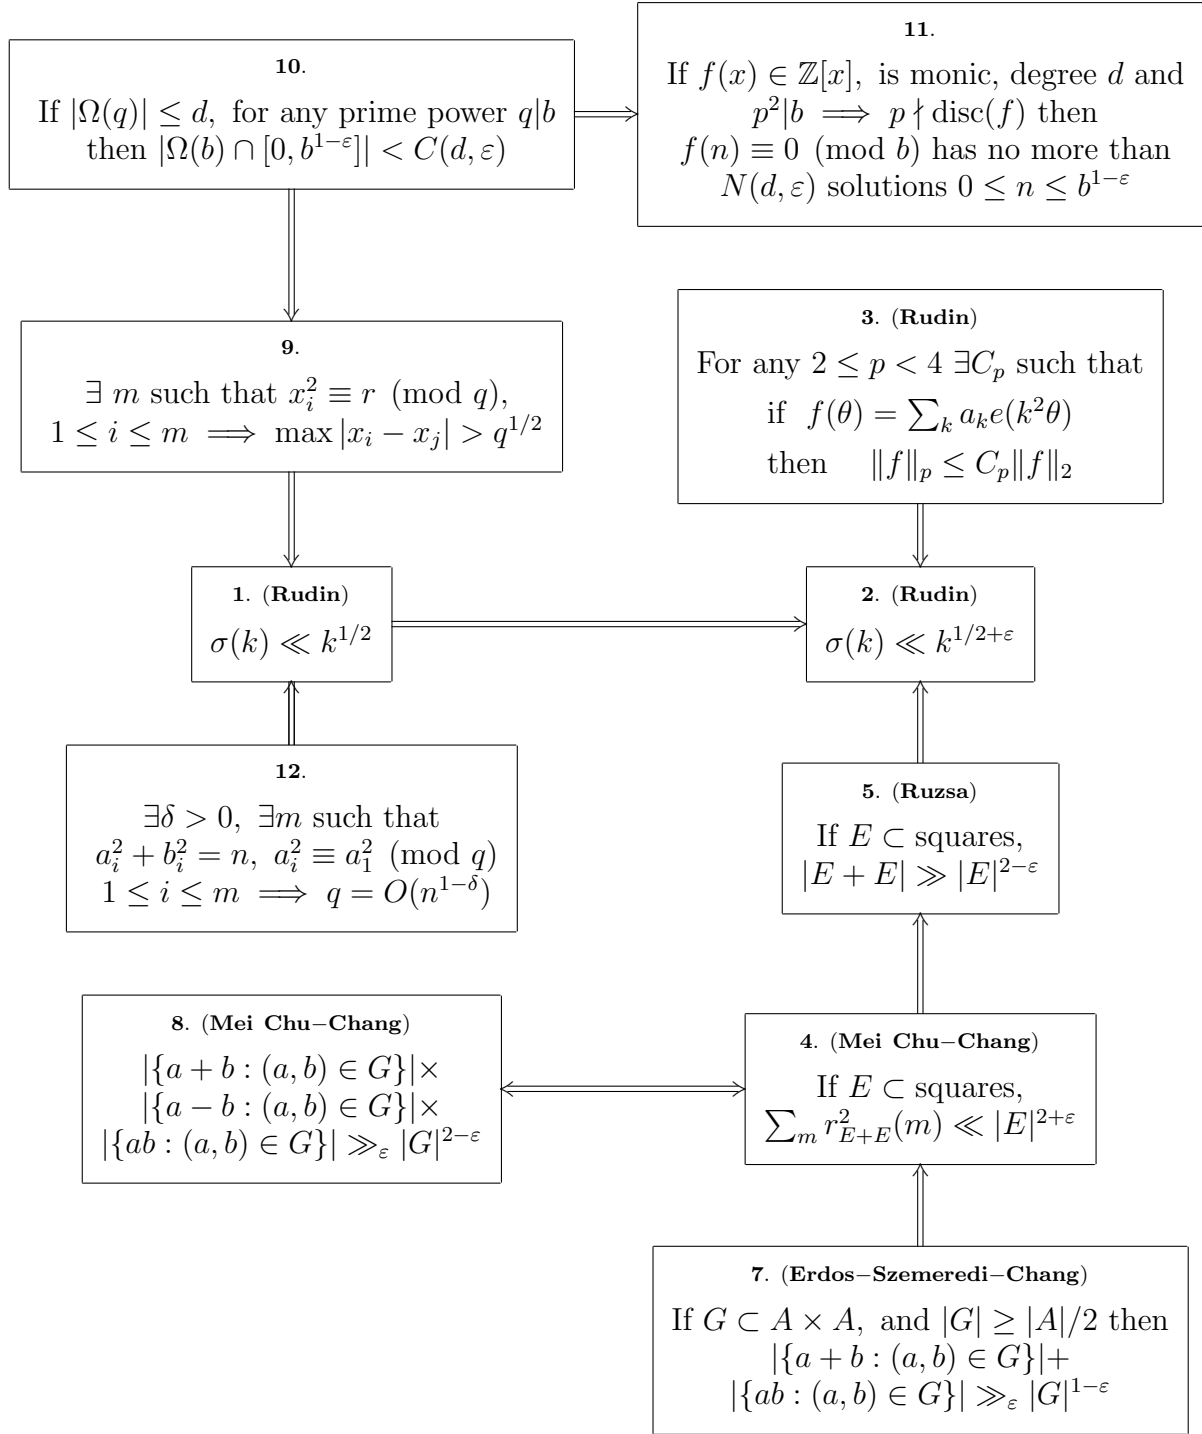 10.
If |Ω(q)| ≤ d, for any prime power q|b
then |Ω(b) ∩ [0, b^{1−ε}]| < C(d, ε)
11.
If f(x) ∈ ℤ[x], is monic, degree d and
p²|b ⟹ p ∤ disc(f) then
f(n) ≡ 0 (mod b) has no more than
N(d, ε) solutions 0 ≤ n ≤ b^{1−ε}
9.
∃ m such that x_i² ≡ r (mod q),
1 ≤ i ≤ m ⟹ max |x_i − x_j| > q^{1/2}
3. (Rudin)
For any 2 ≤ p < 4 ∃C_p such that
if f(θ) = ∑_k a_k e(k²θ)
then ‖f‖_p ≤ C_p‖f‖_2
1. (Rudin)
σ(k) ≪ k^{1/2}
2. (Rudin)
σ(k) ≪ k^{1/2+ε}
12.
∃δ > 0, ∃m such that
a_i² + b_i² = n, a_i² ≡ a_1² (mod q)
1 ≤ i ≤ m ⟹ q = O(n^{1−δ})
5. (Ruzsa)
If E ⊂ squares,
|E + E| ≫ |E|^{2−ε}
8. (Mei Chu−Chang)
|{a + b : (a, b) ∈ G}|×
|{a − b : (a, b) ∈ G}|×
|{ab : (a, b) ∈ G}| ≫_ε |G|^{2−ε}
4. (Mei Chu−Chang)
If E ⊂ squares,
∑_m r²_{E+E}(m) ≪ |E|^{2+ε}
7. (Erdos−Szemeredi−Chang)
If G ⊂ A × A, and |G| ≥ |A|/2 then
|{a + b : (a, b) ∈ G}|+
|{ab : (a, b) ∈ G}| ≫_ε |G|^{1−ε}